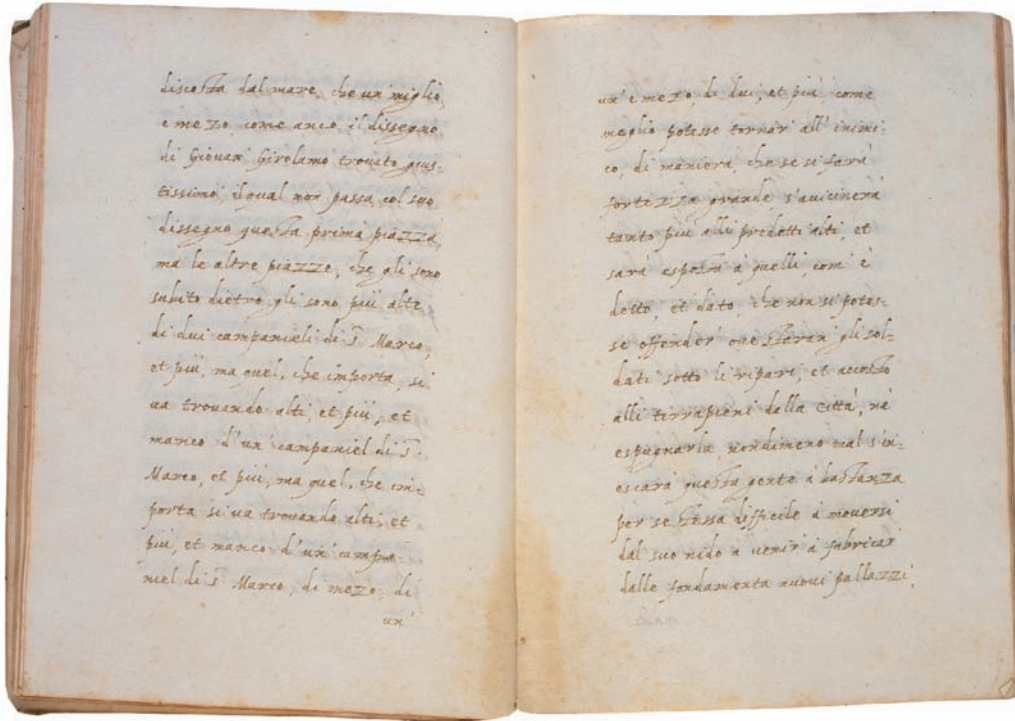 discosta dal mare, che un miglio,
e mezo come anco il dissegno
di Giovan' Girolamo trovato gius-
tissimo, il qual non passa col suo
dissegno questa prima piazza,
ma le altre piazze, che gli sono
subito dietro gli sono più alte
di dui campanieli di S. Marco,
et più, ma quel, che importa, si
va trovando alti, et più, et
manco d'un' campaniel di S.
Marco, et più, ma quel, che im-
porta si va trovando alti, et
più, et manco d'un' campa-
niel di S. Marco, di mezo, di
un'
un' e mezo, di dui, et più, come
meglio potesse tornar' all' inimi-
co, di maniera, che se si farà
fortezza grande s'avicinerà
tanto più alli predetti alti, et
sarà esposta à quelli, com' è
detto, et dato, che non si potes-
se offender' ove staran' gli sol-
dati sotto li ripari, et accosto
alli terrapieni della città, nè
espugnarla, nondimeno mal s'in-
escarà questa gente à bastanza
per se stessa difficile à moversi
dal suo nido a venir' à fabricar'
dalle fondamenta nuovi pallazzi,